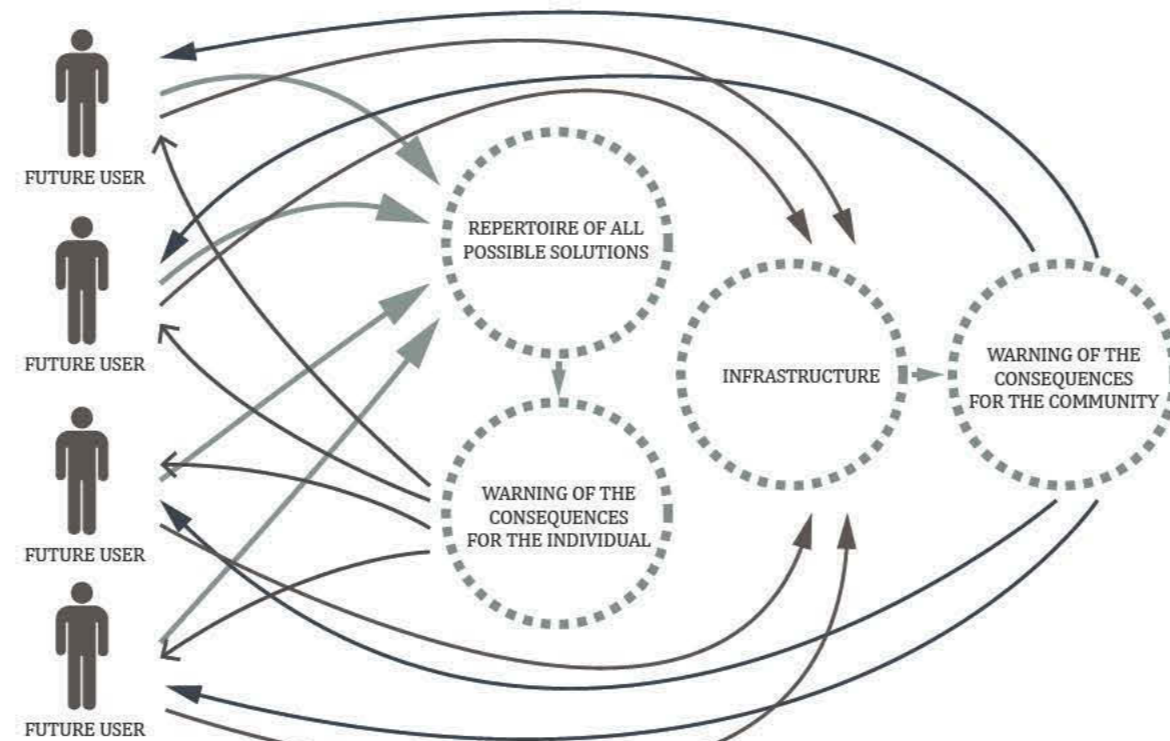 FUTURE USER
FUTURE USER
FUTURE USER
FUTURE USER
REPERTOIRE OF ALL
POSSIBLE SOLUTIONS
WARNING OF THE
CONSEQUENCES
FOR THE INDIVIDUAL
INFRASTRUCTURE
WARNING OF THE
CONSEQUENCES
FOR THE COMMUNITY